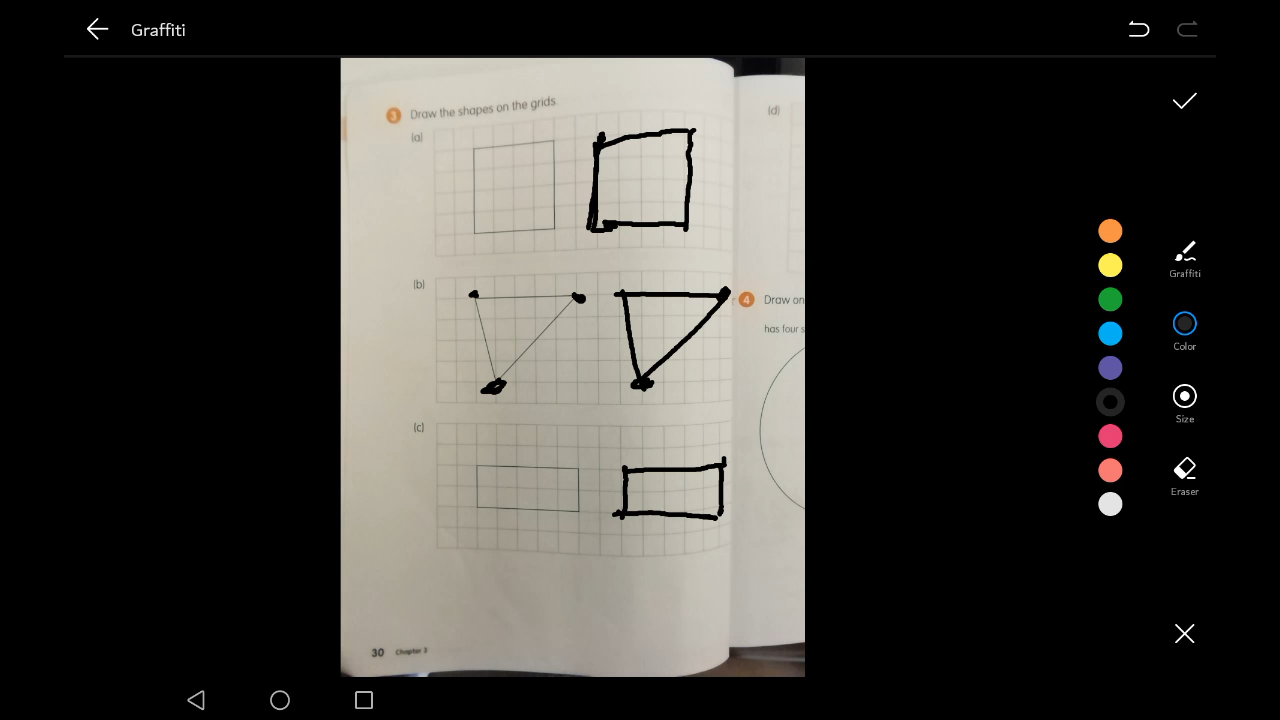 Graffiti
3 Draw the shapes on the grids.
(a)
(b)
(c)
30 Chapter 3
(d)
4 Draw on
has four s
Graffiti
Color
Size
Eraser